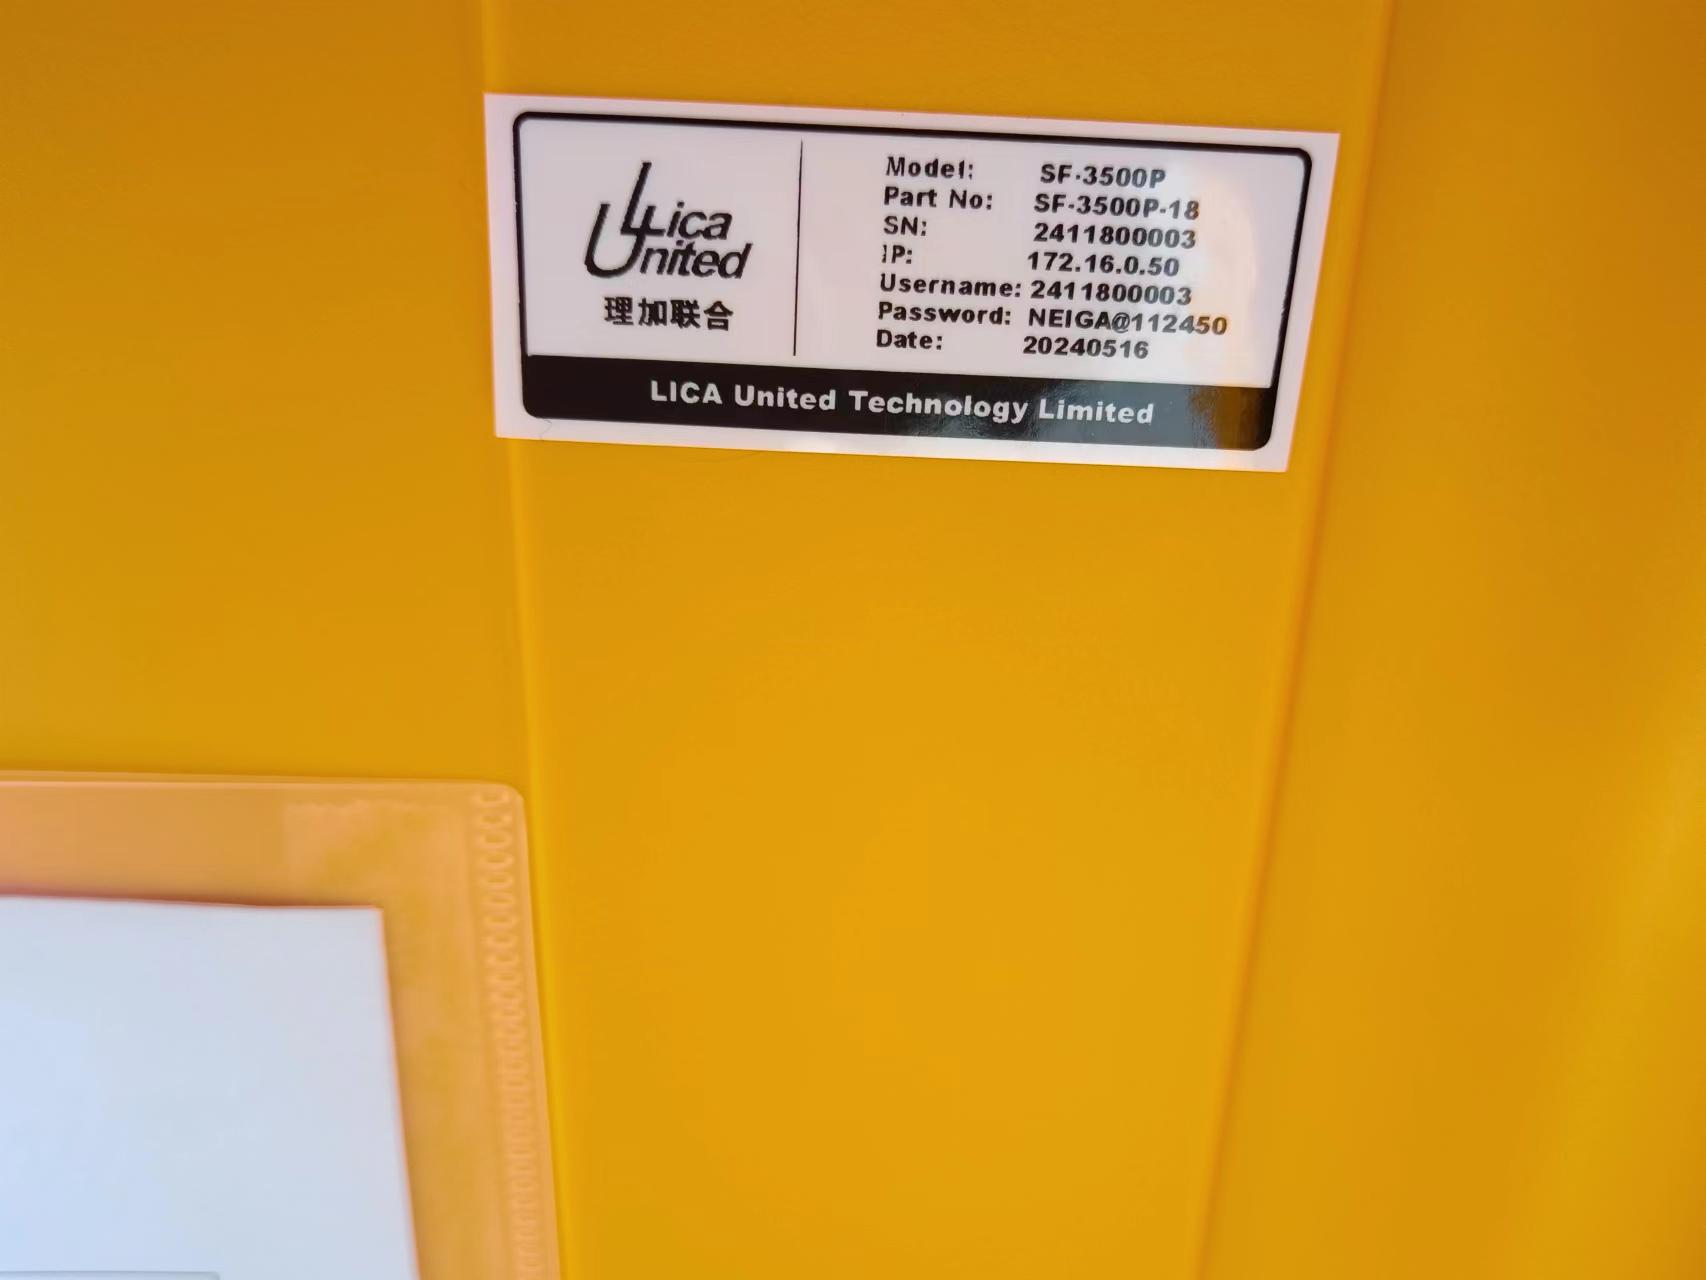 Lica
United
理加联合
Model: SF-3500P
Part No: SF-3500P-18
SN: 2411800003
IP: 172.16.0.50
Username: 2411800003
Password: NEIGA@112450
Date: 20240516
LICA United Technology Limited